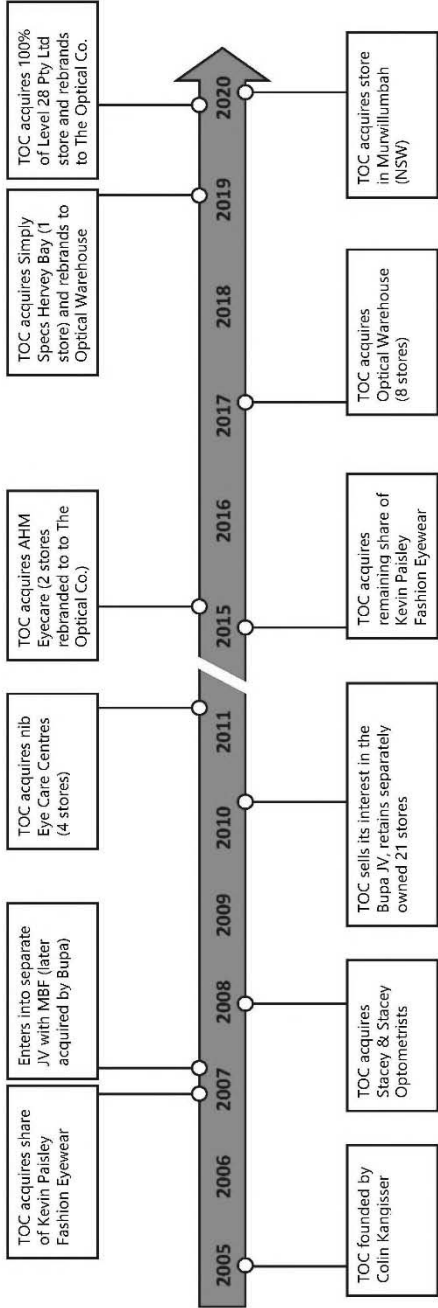 TOC acquires share
of Kevin Paisley
Fashion Eyewear
Enters into separate
JV with MBF (later
acquired by Bupa)
TOC acquires nib
Eye Care Centres
(4 stores)
TOC acquires AHM
Eyecare (2 stores
rebranded to to The
Optical Co.)
TOC acquires Simply
Specs Hervey Bay (1
store) and rebrands to
Optical Warehouse
TOC acquires 100%
of Level 28 Pty Ltd
store and rebrands
to The Optical Co.
2005
2006
2007
2008
2009
2010
2011
2015
2016
2017
2018
2019
2020
TOC founded by
Colin Kangisser
TOC acquires
Stacey & Stacey
Optometrists
TOC sells its interest in the
Bupa JV, retains separately
owned 21 stores
TOC acquires
remaining share of
Kevin Paisley
Fashion Eyewear
TOC acquires
Optical Warehouse
(8 stores)
TOC acquires store
in Murwillumbah
(NSW)